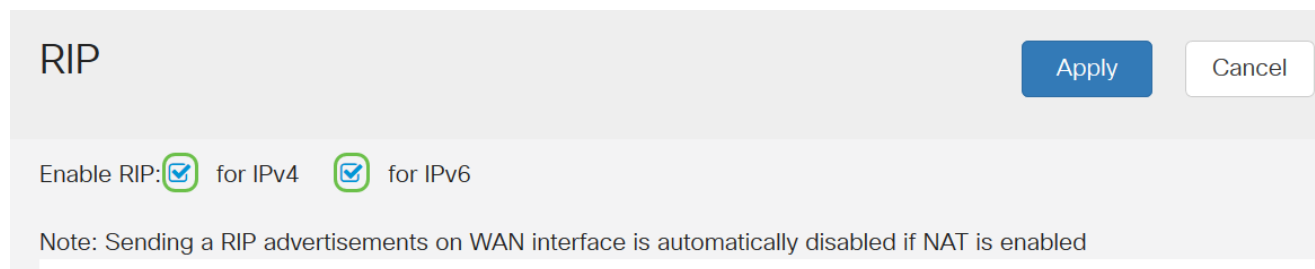 RIP
Apply Cancel
Enable RIP: for IPv4 for IPv6
Note: Sending a RIP advertisements on WAN interface is automatically disabled if NAT is enabled